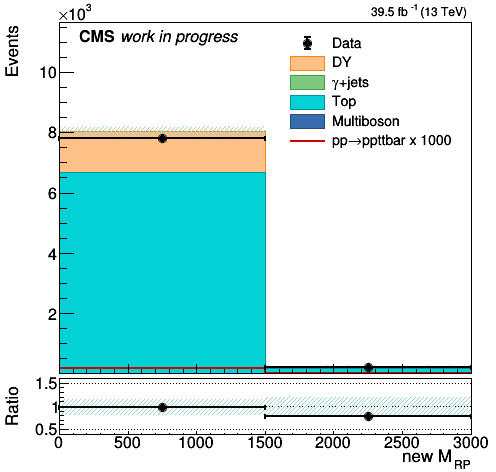 ×10³
39.5 fb⁻¹ (13 TeV)
Events
CMS work in progress
Data
DY
γ+jets
Top
Multiboson
pp→ppttbar x 1000
10
8
6
4
2
Ratio
1.5
1
0.5
0 500 1000 1500 2000 2500 3000
new M_RP